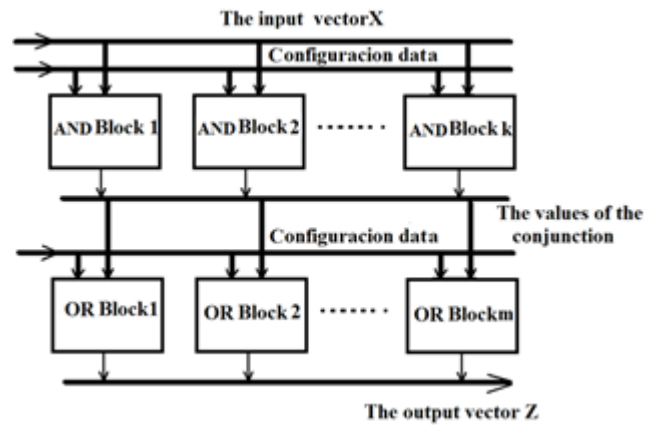 The input vectorX
Configuracion data
AND Block 1
AND Block 2
AND Block k
The values of the
conjunction
Configuracion data
OR Block1
OR Block 2
OR Blockm
The output vector Z